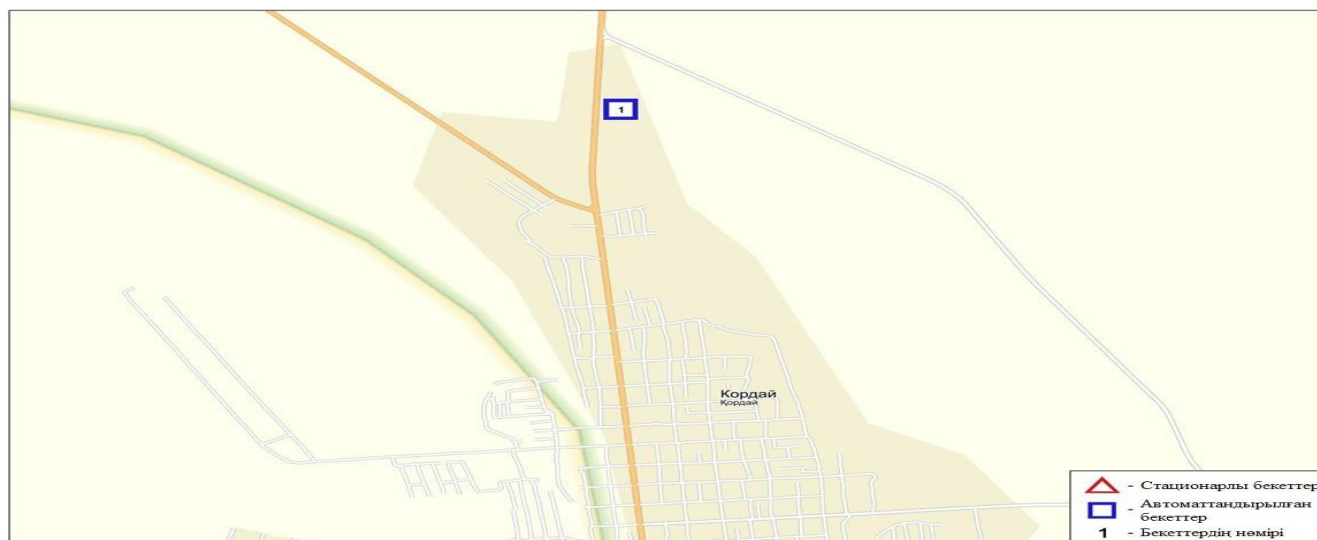 1
Кордай
Қордай
- Стационарлы бекеттер
- Автоматтандырылған
бекеттер
1 - Бекеттердің нөмірі